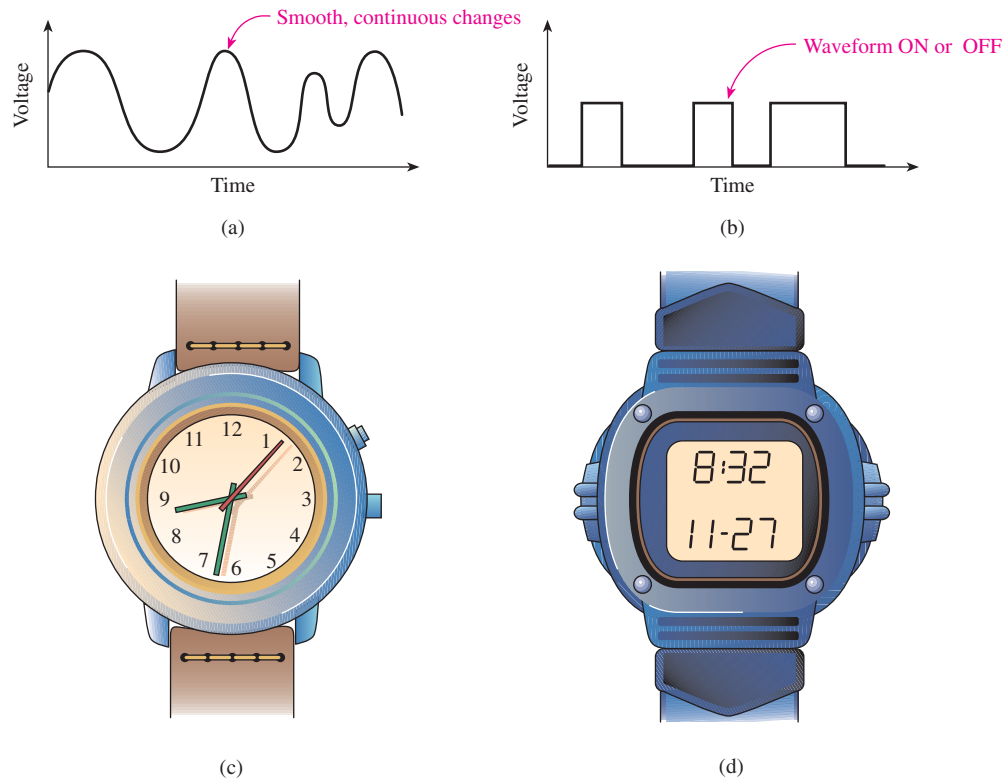 Smooth, continuous changes
Voltage
Time
(a)
Waveform ON or OFF
Voltage
Time
(b)
12
1
2
3
4
5
6
7
8
9
10
11
(c)
8:32
11-27
(d)